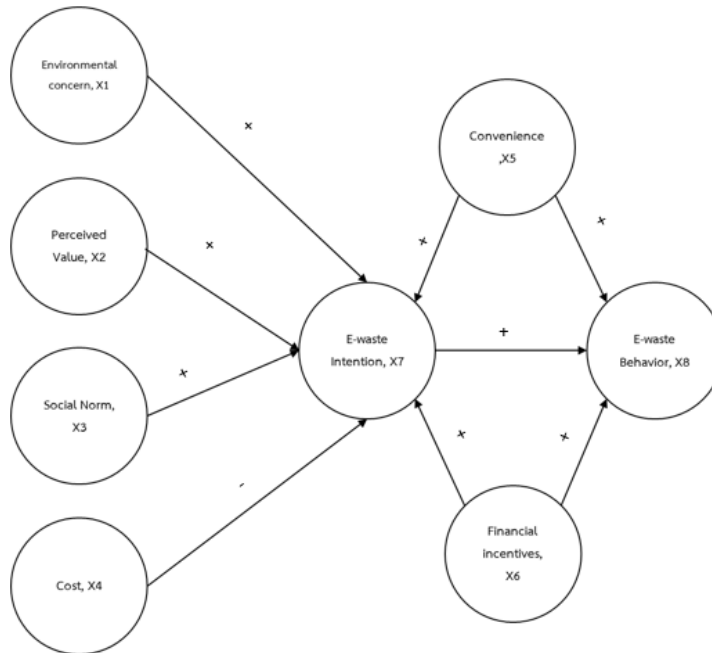 Environmental
concern, X1
+
Convenience
,X5
Perceived
Value, X2
+
+
+
E-waste
Intention, X7
+
E-waste
Behavior, X8
Social Norm,
X3
+
+
+
-
Financial
incentives,
X6
Cost, X4